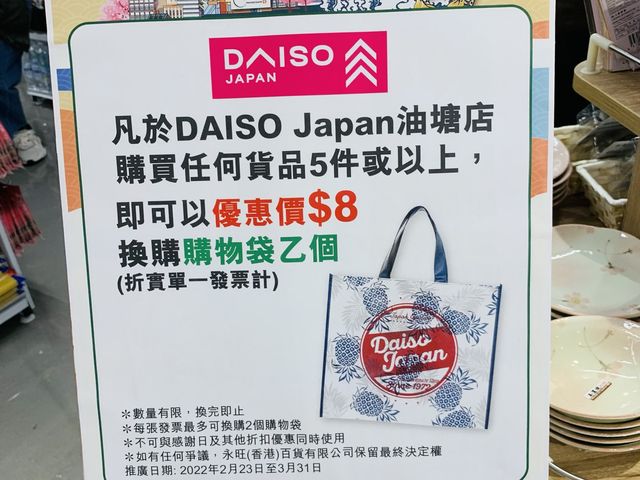 DAISO
JAPAN
凡於DAISO Japan油塘店
購買任何貨品5件或以上，
即可以優惠價$8
換購購物袋乙個
(折實單一發票計)
Daiso
Japan
Since 1972
＊數量有限，換完即止
＊每張發票最多可換購2個購物袋
＊不可與感謝日及其他折扣優惠同時使用
＊如有任何爭議，永旺(香港)百貨有限公司保留最終決定權
推廣日期: 2022年2月23日至3月31日